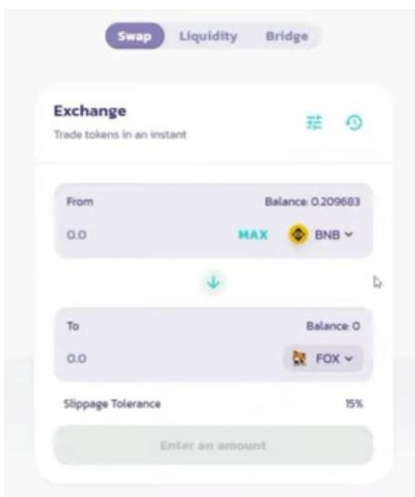 Swap Liquidity Bridge
Exchange
Trade tokens in an instant
From Balance: 0.209683
0.0 MAX BNB
To Balance: 0
0.0 FOX
Slippage Tolerance 15%
Enter an amount